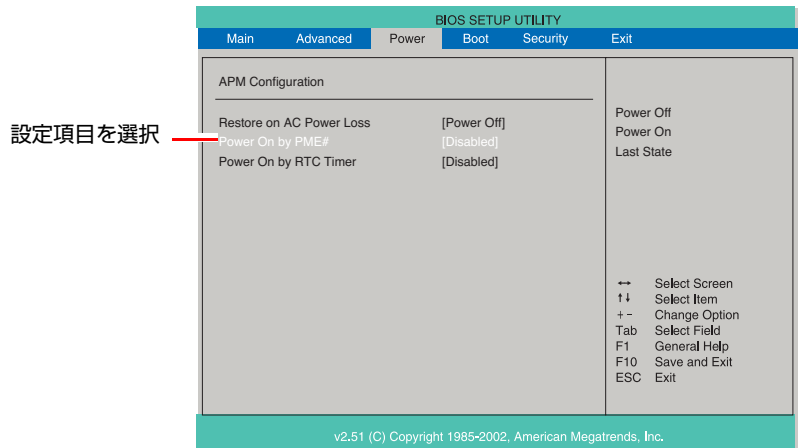 BIOS SETUP UTILITY
Main Advanced Power Boot Security Exit
APM Configuration
Restore on AC Power Loss [Power Off]
設定項目を選択
Power On by PME# [Disabled]
Power On by RTC Timer [Disabled]
Power Off
Power On
Last State
↔ Select Screen
↑↓ Select Item
+ - Change Option
Tab Select Field
F1 General Help
F10 Save and Exit
ESC Exit
v2.51 (C) Copyright 1985-2002, American Megatrends, Inc.